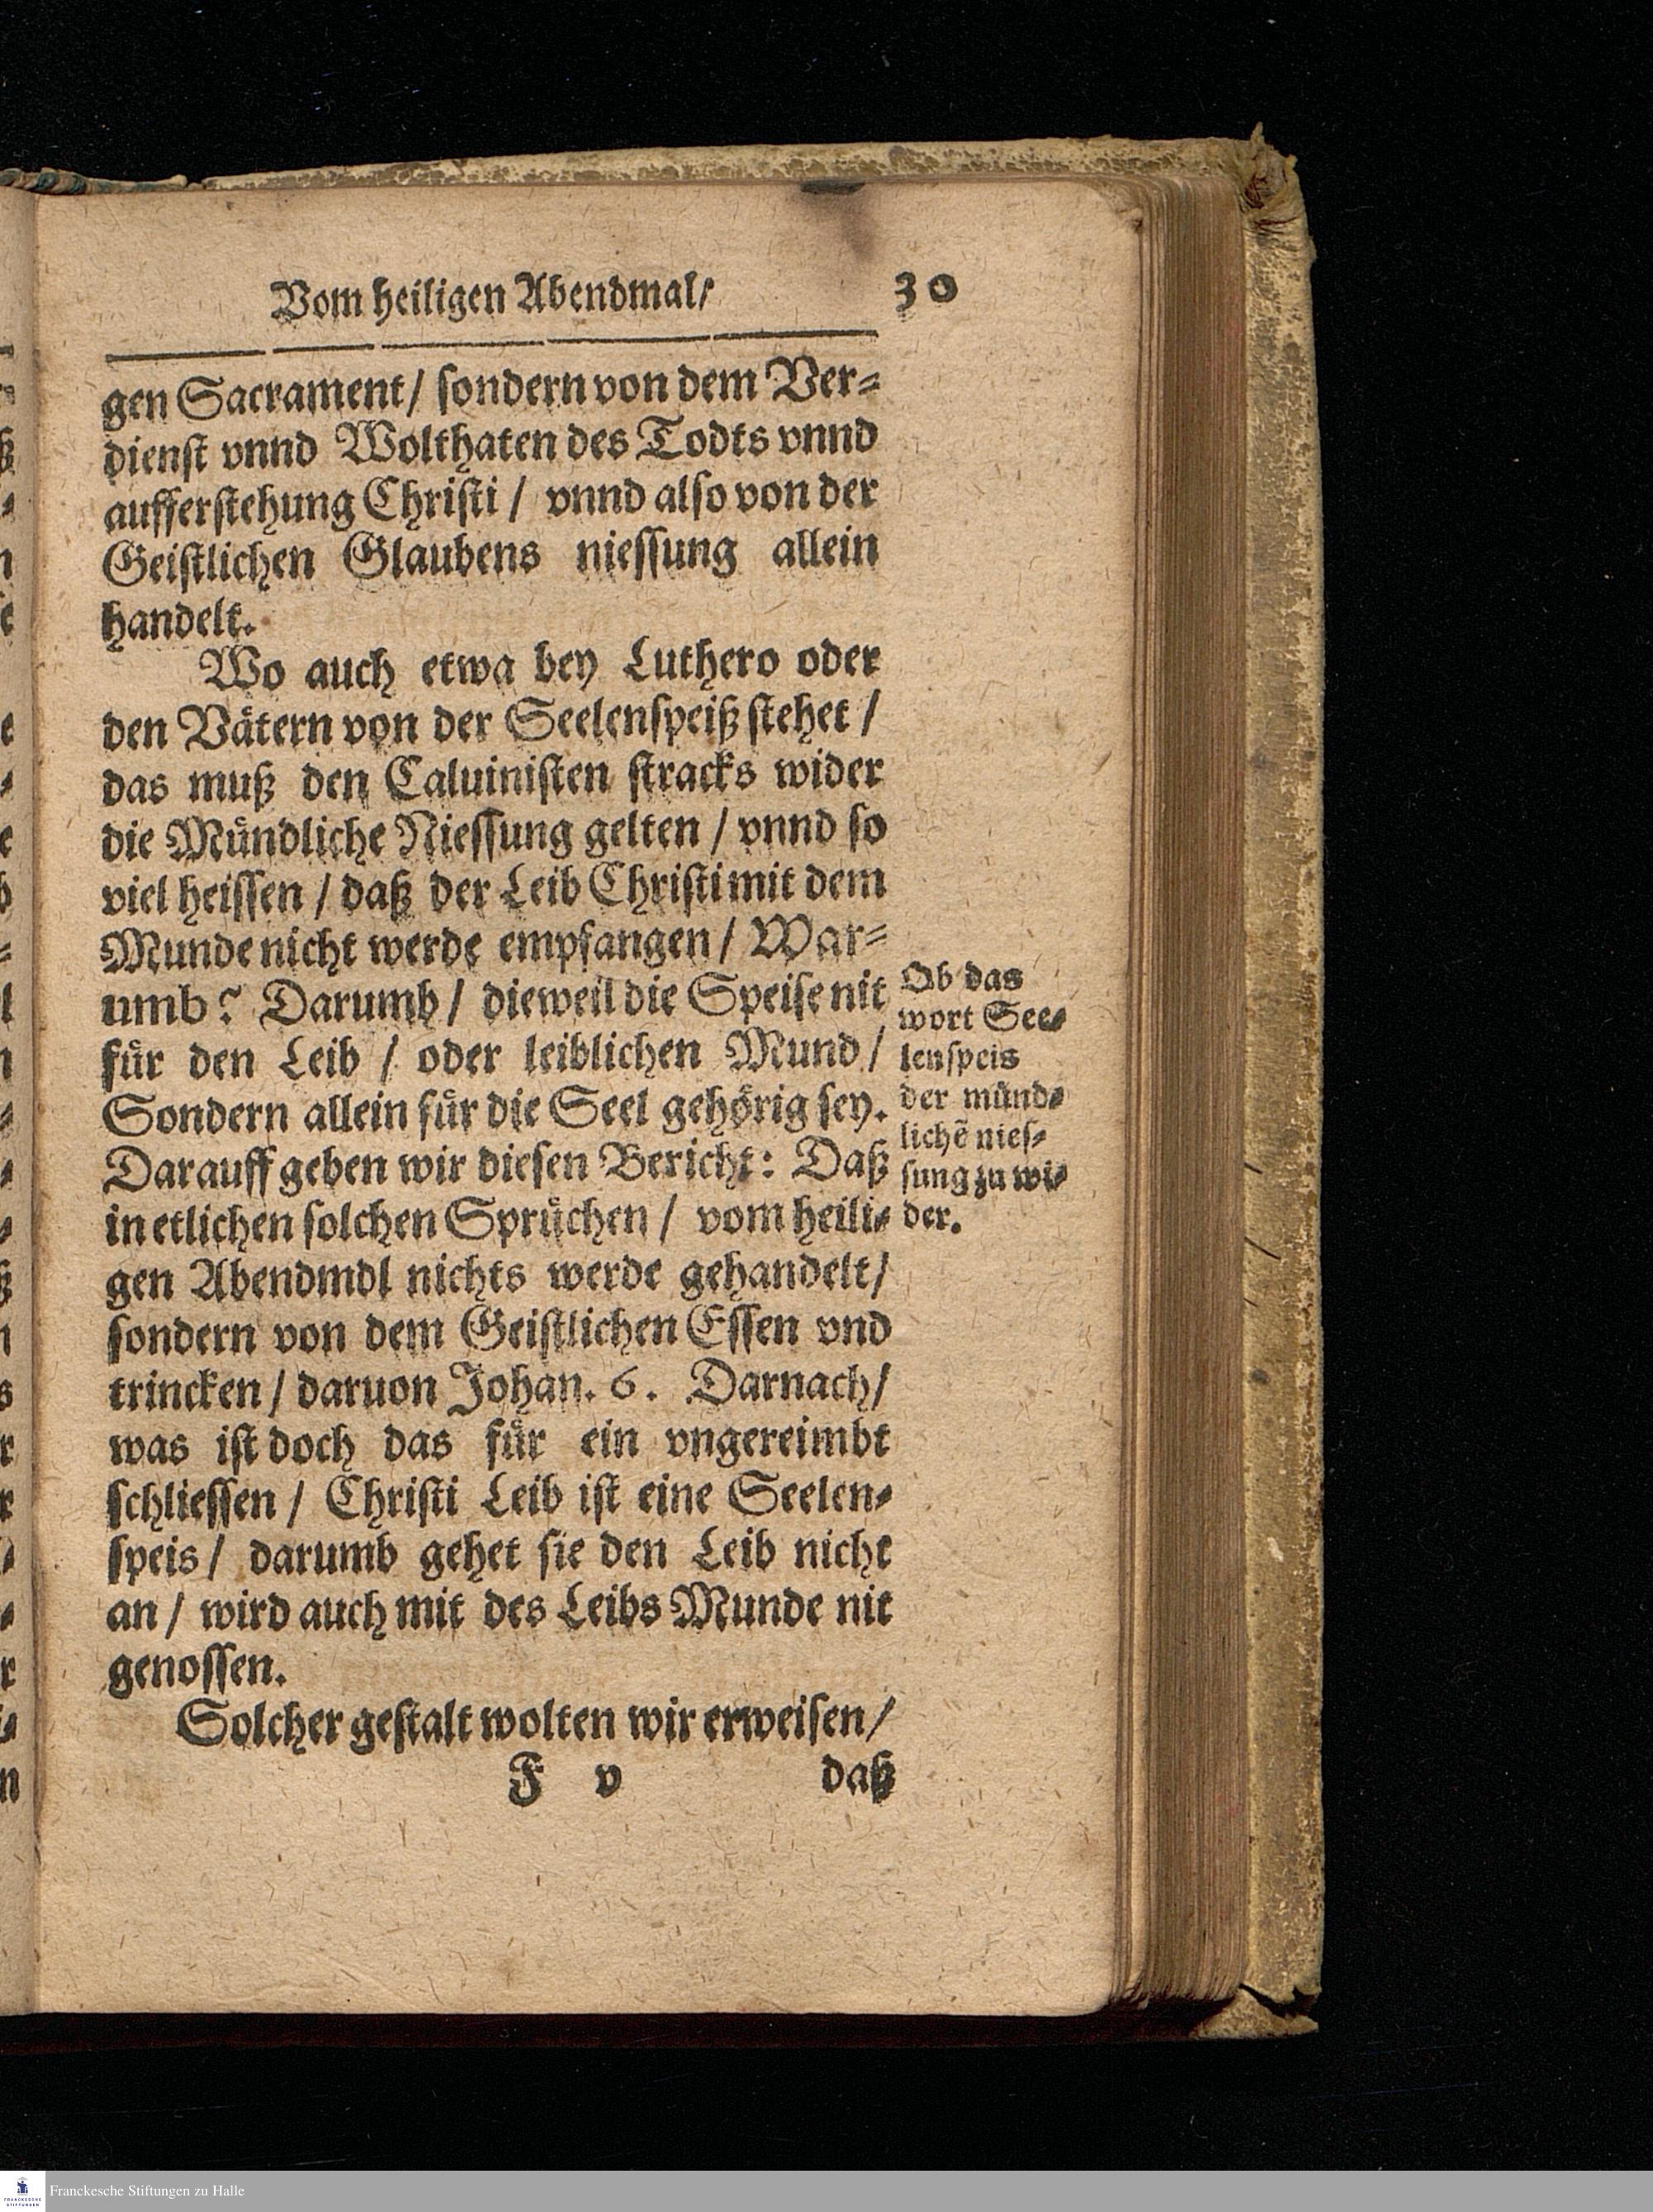 Vom heiligen Abendmal/ 30
gen Sacrament/ sondern von dem Ver-
dienst vnnd Wolthaten des Todts vnnd
aufferstehung Christi / vnnd also von der
Geistlichen Glaubens niessung allein
handelt.
Wo auch etwa bey Luthero oder
den Vätern von der Seelenspeiß stehet /
das muß den Caluinisten stracks wider
die Mündliche Niessung gelten / vnnd so
viel heissen / daß der Leib Christi mit dem
Munde nicht werde empfangen / War-
umb? Darumb / dieweil die Speise nit
für den Leib / oder leiblichen Mund /
Sondern allein für die Seel gehörig sey.
Darauff geben wir diesen Bericht: Daß
in etlichen solchen Sprüchen / vom heili-
gen Abendmdl nichts werde gehandelt/
sondern von dem Geistlichen Essen vnd
trincken / daruon Johan. 6. Darnach/
was ist doch das für ein vngereimbt
schliessen / Christi Leib ist eine Seelen-
speis / darumb gehet sie den Leib nicht
an / wird auch mit des Leibs Munde nit
genossen.
Solcher gestalt wolten wir erweisen /
F v daß
Ob das
wort See-
lenspeis
der münd-
lichẽ nies-
sung zu wi-
der.
Franckesche Stiftungen zu Halle